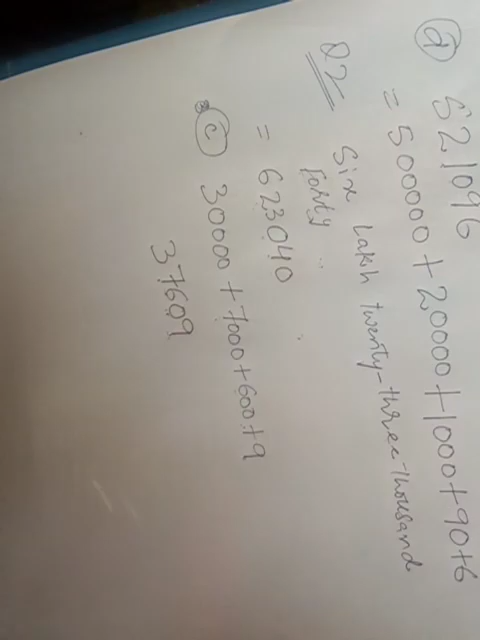 (d) 521096
= 500000 + 20000 + 1000 + 90 + 6
Q2 Six Lakh twenty-three-thousand
forty
= 623040
(c) 30000 + 7000 + 600 + 9
37609